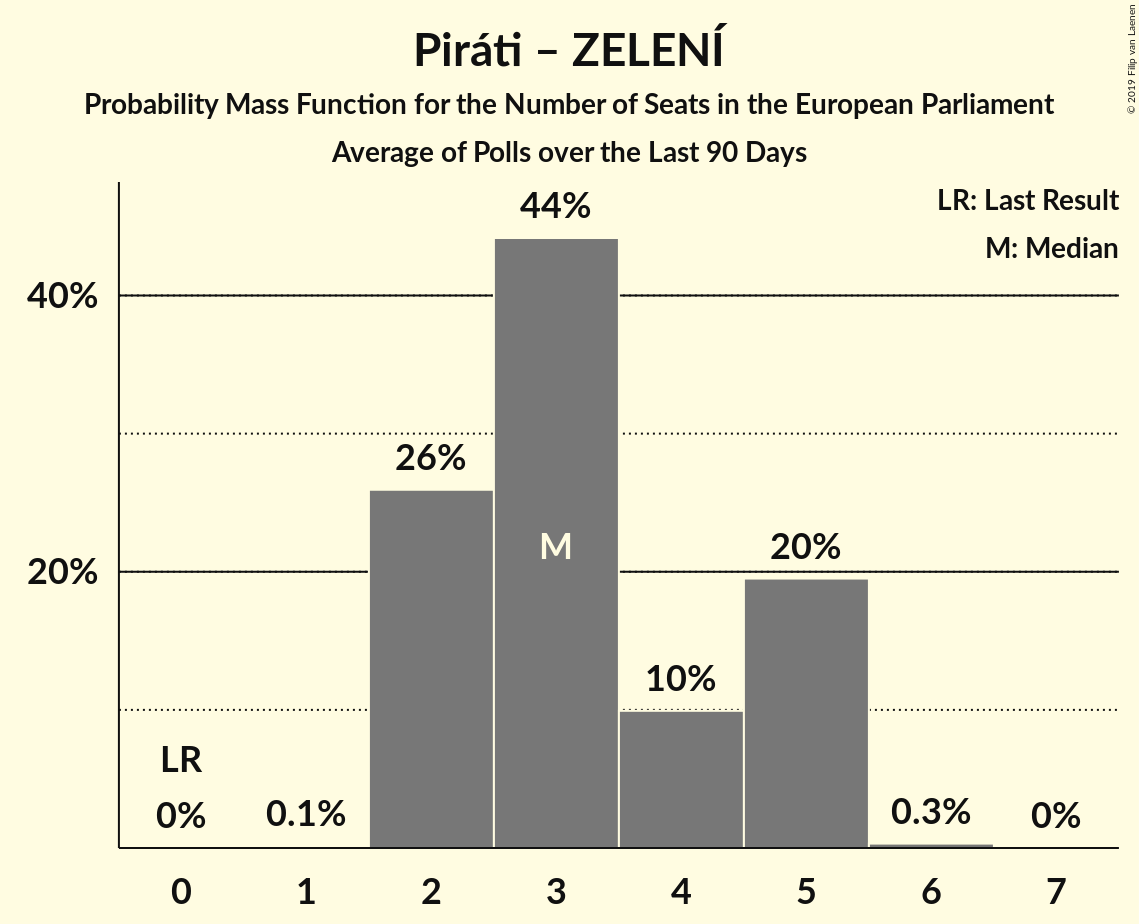 Piráti – ZELENÍ
Probability Mass Function for the Number of Seats in the European Parliament
Average of Polls over the Last 90 Days
© 2019 Filip van Laenen
LR: Last Result
M: Median
44%
40%
26%
M
20%
20%
10%
LR
0%
0.1%
0.3%
0%
0 1 2 3 4 5 6 7